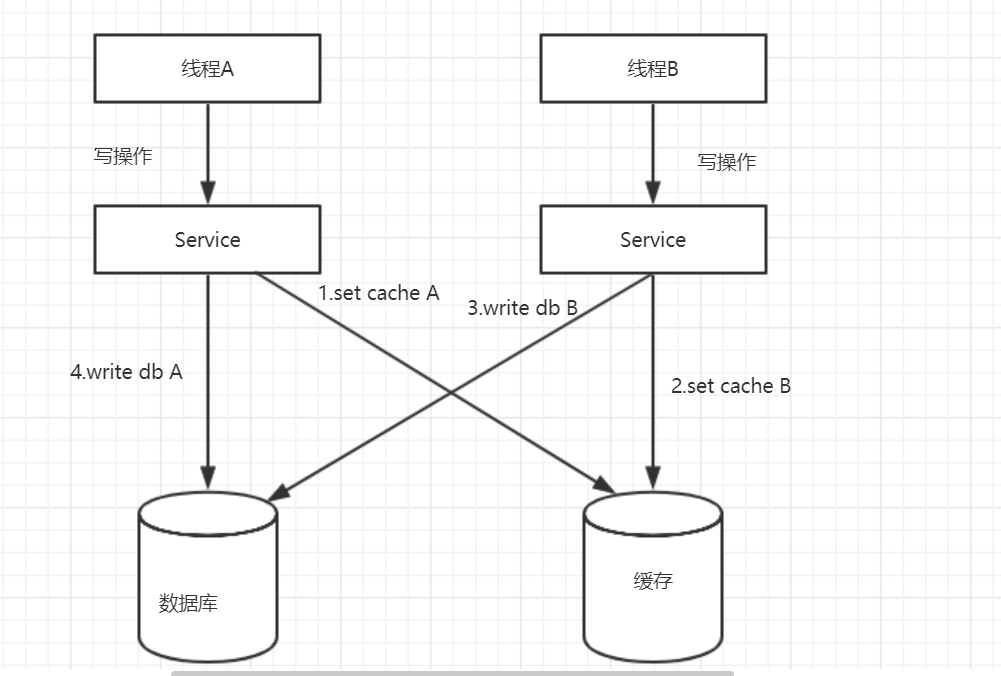 线程A
线程B
写操作
写操作
Service
Service
1.set cache A
3.write db B
4.write db A
2.set cache B
数据库
缓存